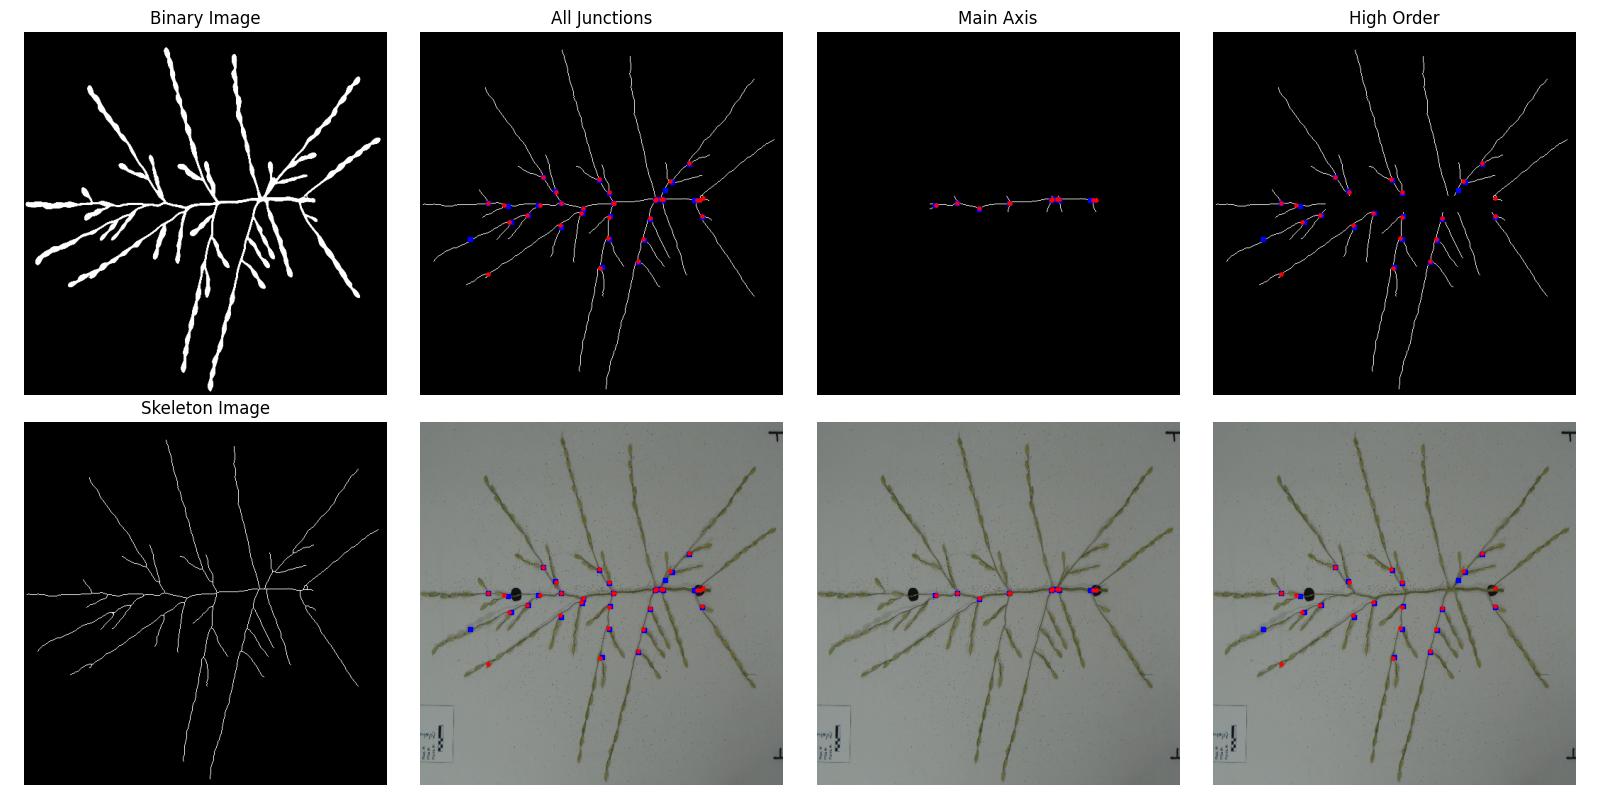 Binary Image
All Junctions
Main Axis
High Order
Skeleton Image